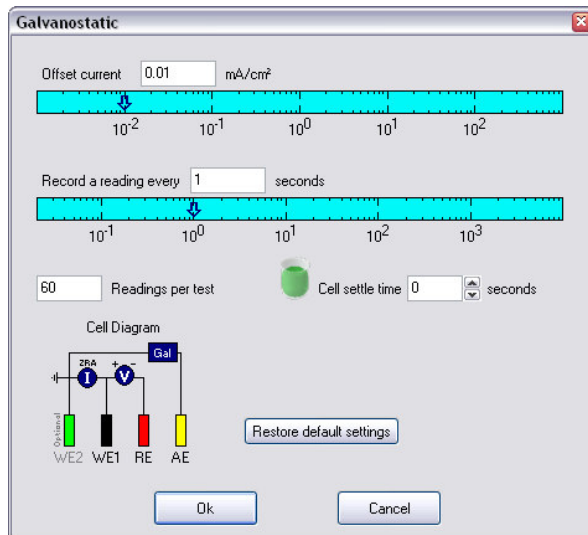 Galvanostatic
Offset current 0.01 mA/cm²
10⁻² 10⁻¹ 10⁰ 10¹ 10²
Record a reading every 1 seconds
10⁻¹ 10⁰ 10¹ 10² 10³
60 Readings per test Cell settle time 0 seconds
Cell Diagram
Gal
ZRA + -
I V
Optional
WE2 WE1 RE AE
Restore default settings
Ok Cancel